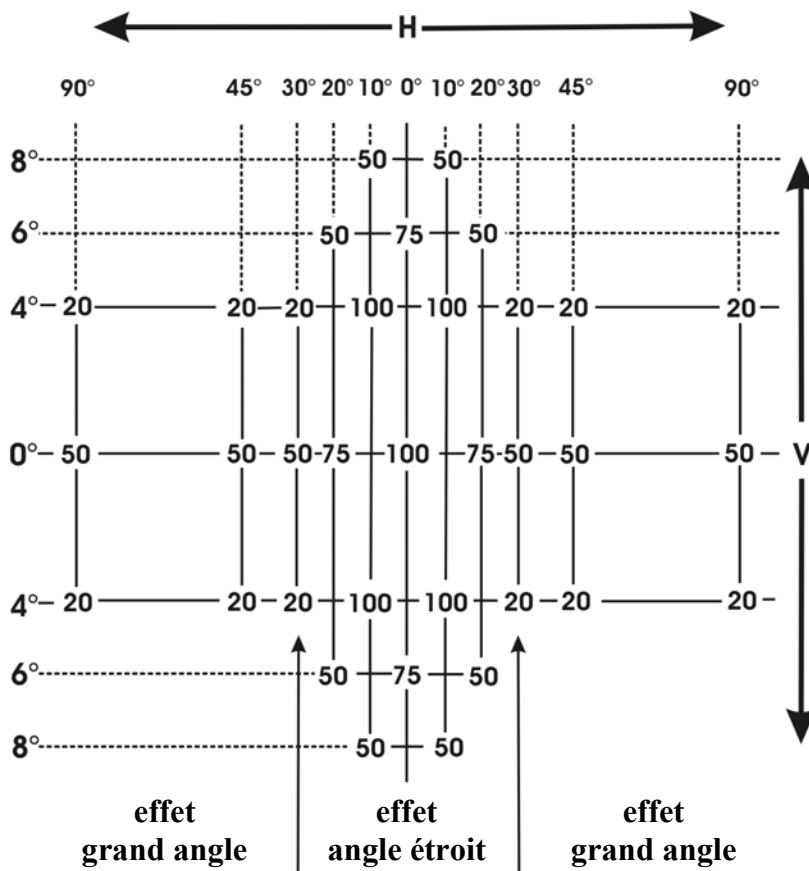 H
90° 45° 30° 20° 10° 0° 10° 20° 30° 45° 90°
8° 50 50
6° 50 75 50
4° 20 20 20 100 100 20 20 20
0° 50 50 50 75 100 75 50 50 50 V
4° 20 20 20 100 100 20 20 20
6° 50 75 50
8° 50 50
effet effet effet
grand angle angle étroit grand angle